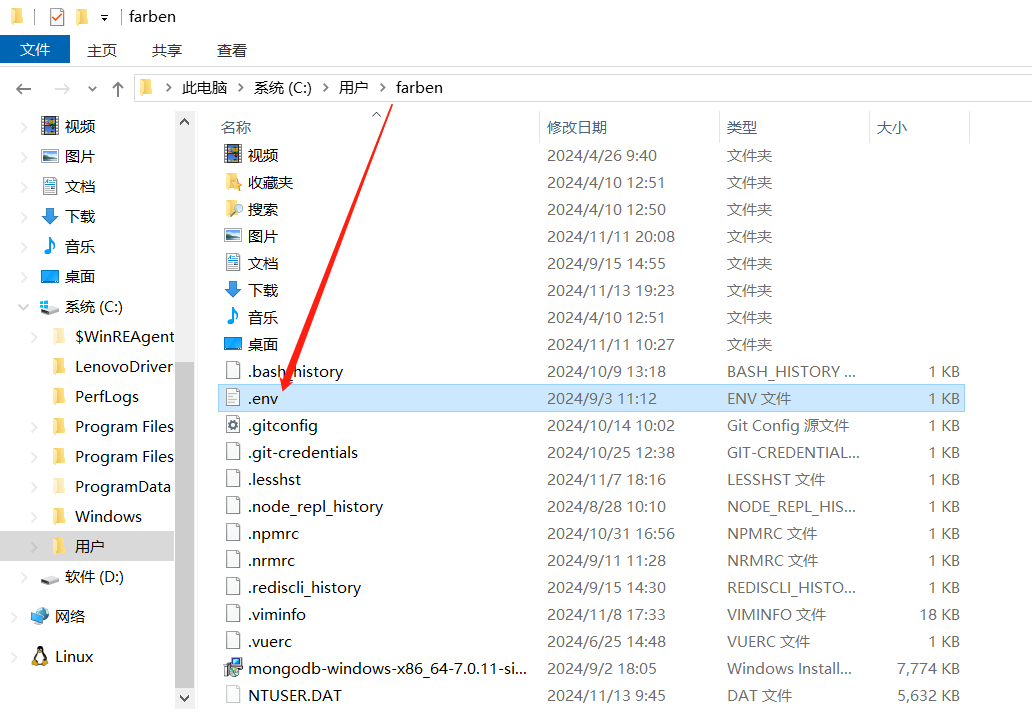 farben
文件 主页 共享 查看
此电脑 系统 (C:) 用户 farben
视频
图片
文档
下载
音乐
桌面
系统 (C:)
$WinREAgent
LenovoDriver
PerfLogs
Program Files
Program Files
ProgramData
Windows
用户
软件 (D:)
网络
Linux
名称 修改日期 类型 大小
视频 2024/4/26 9:40 文件夹
收藏夹 2024/4/10 12:51 文件夹
搜索 2024/4/10 12:50 文件夹
图片 2024/11/11 20:08 文件夹
文档 2024/9/15 14:55 文件夹
下载 2024/11/13 19:23 文件夹
音乐 2024/4/10 12:51 文件夹
桌面 2024/11/11 10:27 文件夹
.bash_history 2024/10/9 13:18 BASH_HISTORY ... 1 KB
.env 2024/9/3 11:12 ENV 文件 1 KB
.gitconfig 2024/10/14 10:02 Git Config 源文件 1 KB
.git-credentials 2024/10/25 12:38 GIT-CREDENTIAL... 1 KB
.lesshst 2024/11/7 18:16 LESSHST 文件 1 KB
.node_repl_history 2024/8/28 10:10 NODE_REPL_HIS... 1 KB
.npmrc 2024/10/31 16:56 NPMRC 文件 1 KB
.nrmrc 2024/9/11 11:28 NRMRC 文件 1 KB
.rediscli_history 2024/9/15 14:30 REDISCLI_HISTO... 1 KB
.viminfo 2024/11/8 17:33 VIMINFO 文件 18 KB
.vuerc 2024/6/25 14:48 VUERC 文件 1 KB
mongodb-windows-x86_64-7.0.11-si... 2024/9/2 18:05 Windows Install... 7,774 KB
NTUSER.DAT 2024/11/13 9:45 DAT 文件 5,632 KB